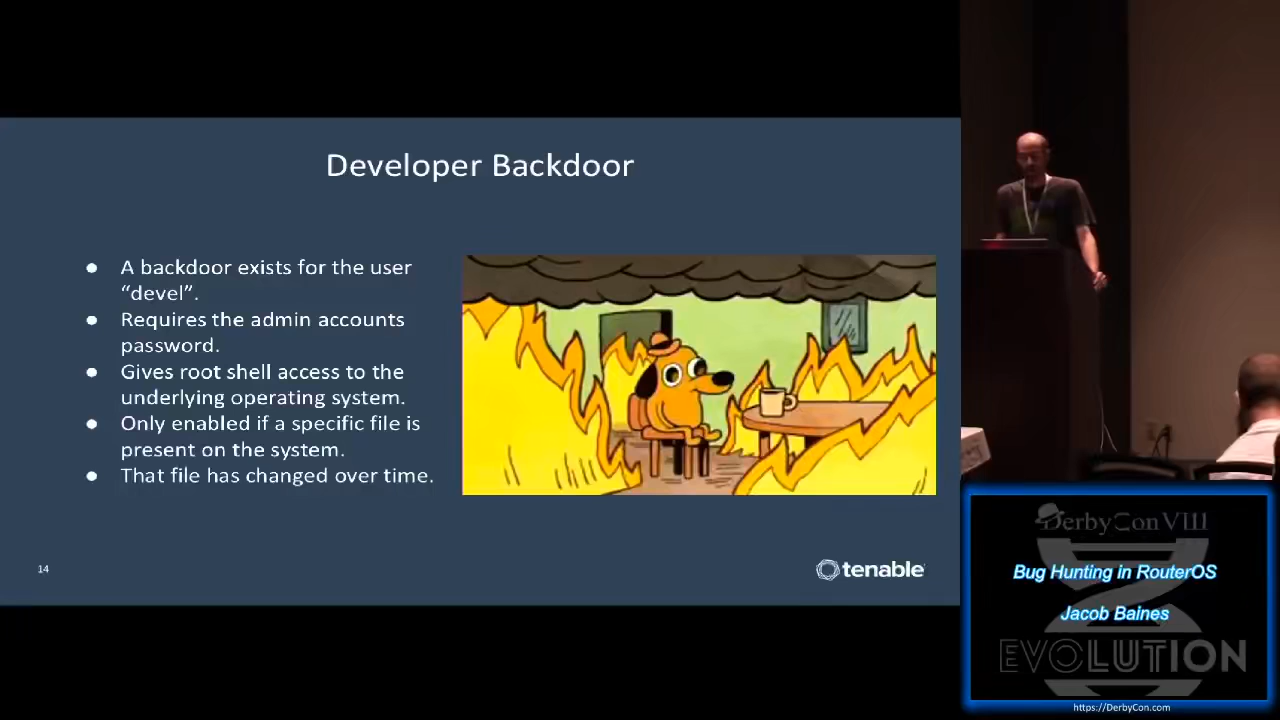 Developer Backdoor
● A backdoor exists for the user
“devel”.
● Requires the admin accounts
password.
● Gives root shell access to the
underlying operating system.
● Only enabled if a specific file is
present on the system.
● That file has changed over time.
14
tenable
DerbyCon VIII
Bug Hunting in RouterOS
Jacob Baines
EVOLUTION
https://DerbyCon.com